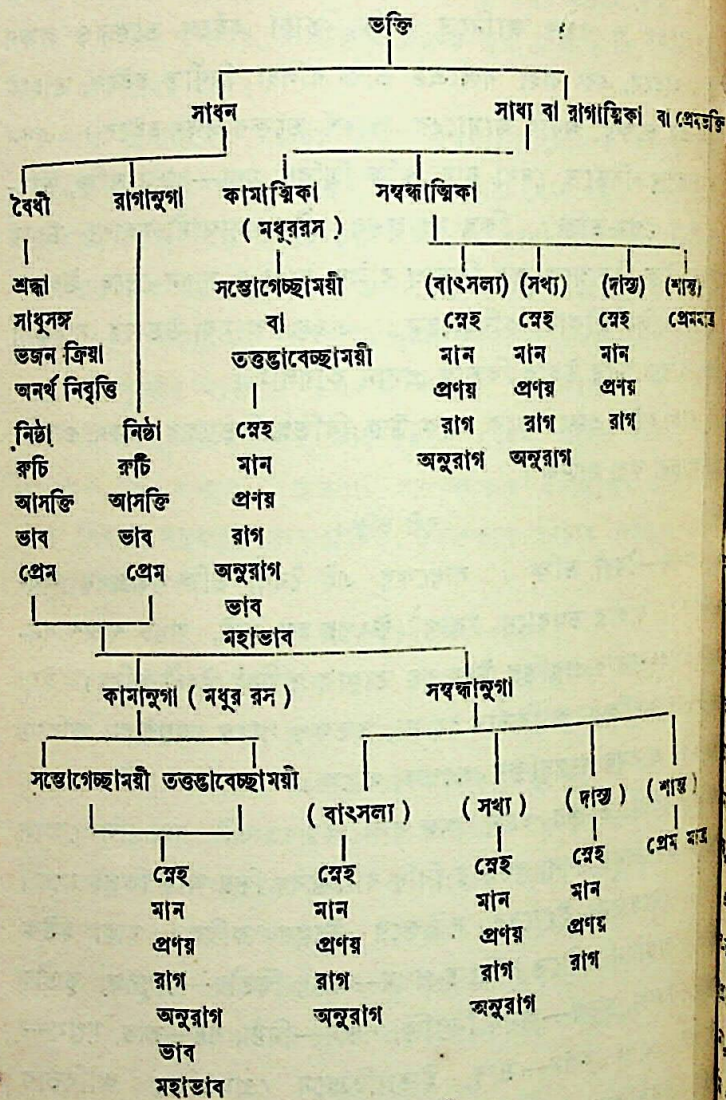 ভক্তি
সাধন সাধ্য বা রাগাত্মিকা বা প্রেমভক্তি
বৈধী রাগানুগা কামাত্মিকা সম্বন্ধাত্মিকা
( মধুররস )
শ্রদ্ধা সম্ভোগেচ্ছাময়ী (বাৎসল্য) (সখ্য) (দাস্য) (শান্ত)
সাধুসঙ্গ বা স্নেহ স্নেহ স্নেহ প্রেমমাত্র
ভজন ক্রিয়া তত্তদ্ভাবেচ্ছাময়ী মান মান মান
অনর্থ নিবৃত্তি প্রণয় প্রণয় প্রণয়
নিষ্ঠা নিষ্ঠা স্নেহ রাগ রাগ রাগ
রুচি রুচি মান অনুরাগ অনুরাগ
আসক্তি আসক্তি প্রণয়
ভাব ভাব রাগ
প্রেম প্রেম অনুরাগ
ভাব
মহাভাব
কামানুগা ( মধুর রস ) সম্বন্ধানুগা
সম্ভোগেচ্ছাময়ী তত্তদ্ভাবেচ্ছাময়ী
(বাৎসল্য ) ( সখ্য ) ( দাস্য ) ( শান্ত )
স্নেহ স্নেহ স্নেহ স্নেহ প্রেম মাত্র
মান মান মান মান
প্রণয় প্রণয় প্রণয় প্রণয়
রাগ রাগ রাগ রাগ
অনুরাগ অনুরাগ অনুরাগ
ভাব
মহাভাব